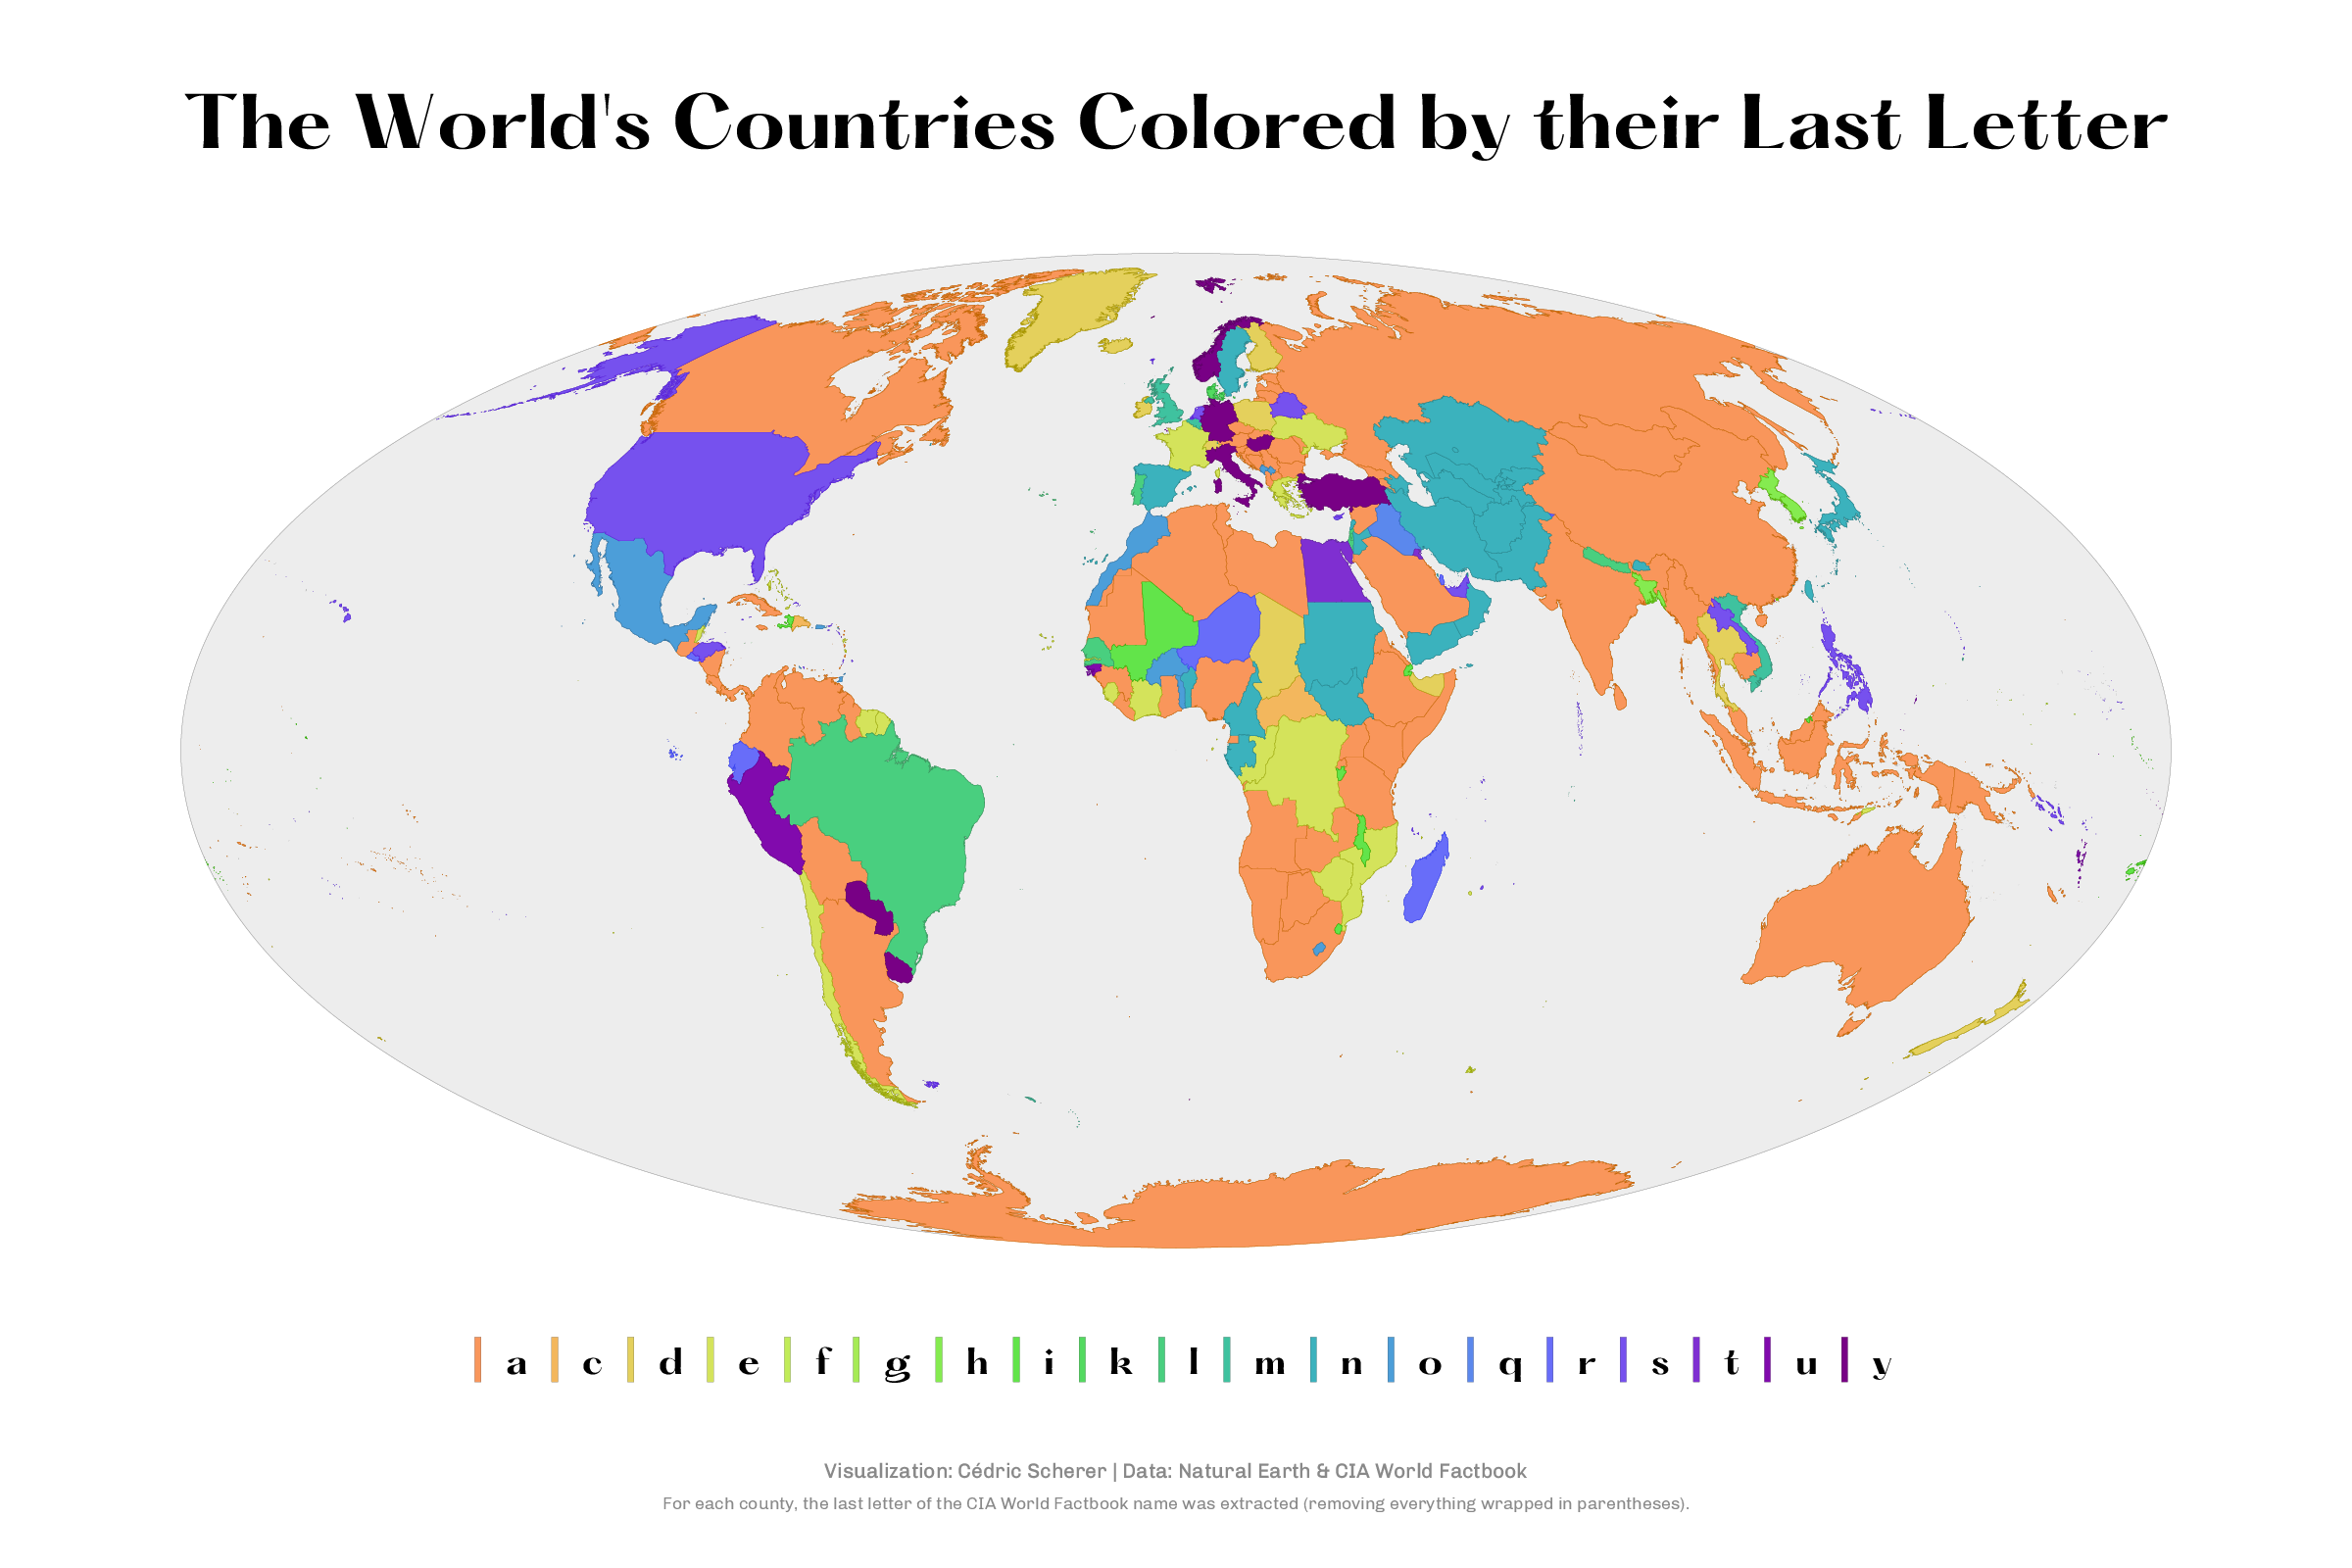 The World's Countries Colored by their Last Letter
a c d e f g h i k l m n o q r s t u y
Visualization: Cédric Scherer | Data: Natural Earth & CIA World Factbook
For each county, the last letter of the CIA World Factbook name was extracted (removing everything wrapped in parentheses).